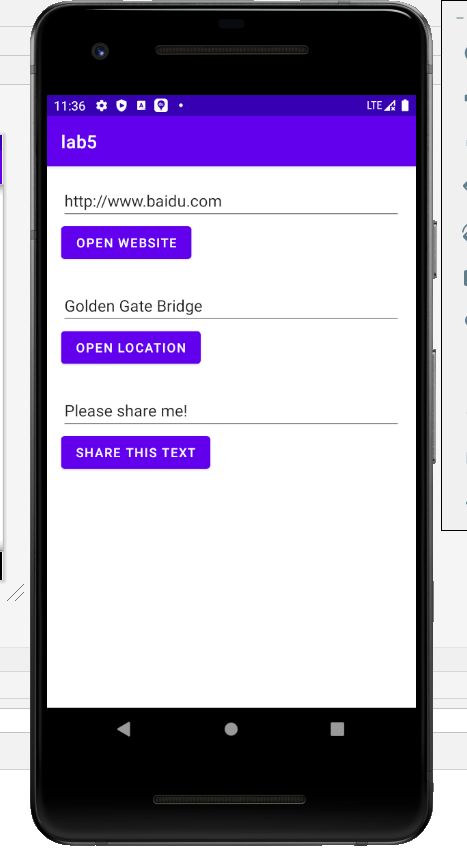 11:36 LTE
lab5
http://www.baidu.com
OPEN WEBSITE
Golden Gate Bridge
OPEN LOCATION
Please share me!
SHARE THIS TEXT